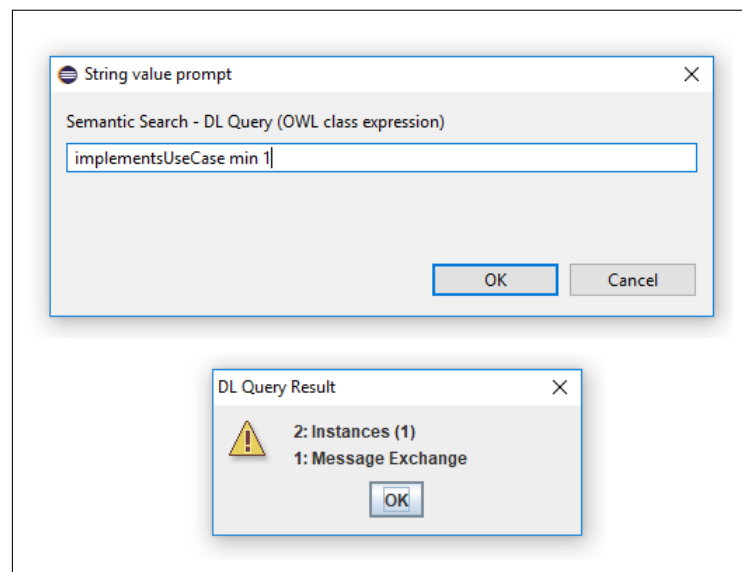 String value prompt
Semantic Search - DL Query (OWL class expression)
implementsUseCase min 1
OK
Cancel
DL Query Result
2: Instances (1)
1: Message Exchange
OK